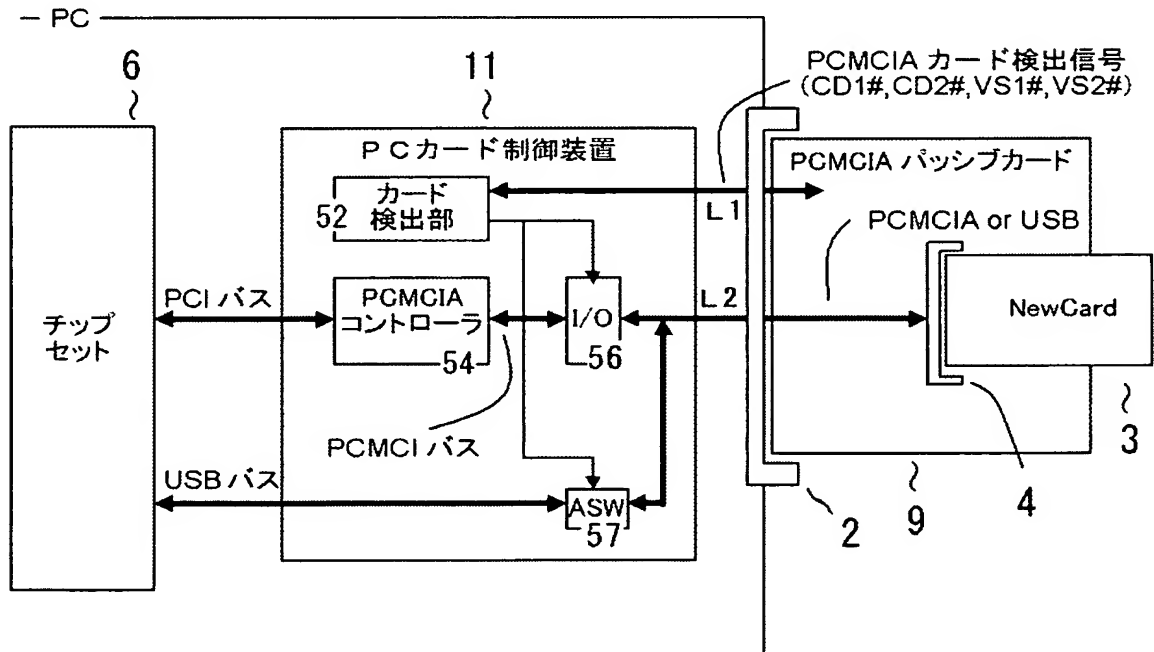 PC
6
11
PCMCIA カード検出信号
(CD1#,CD2#,VS1#,VS2#)
PCカード制御装置
PCMCIA パッシブカード
カード
検出部
52
L1
PCMCIA or USB
PCI バス
PCMCIA
コントローラ
54
I/O
56
L2
NewCard
チップ
セット
PCMCI バス
3
USB バス
ASW
57
2
9
4